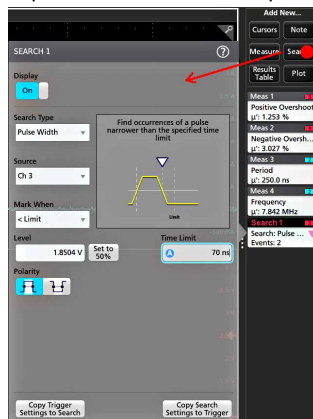 Add New...
Cursors
Note
Measure
Results
Table
Plot
SEARCH 1
Display
On
Search Type
Pulse Width
Source
Ch 3
Mark When
< Limit
Level
1.8504 V
Set to
50%
Polarity
Find occurrences of a pulse
narrower than the specified time
limit
Limit
Time Limit
A
70 ns
Meas 1
Positive Overshoot
µ': 1.253 %
Meas 2
Negative Oversh...
µ': 3.027 %
Meas 3
Period
µ': 250.0 ns
Meas 4
Frequency
µ': 7.842 MHz
Search 1
Search: Pulse ...
Events: 2
Copy Trigger
Settings to Search
Copy Search
Settings to Trigger